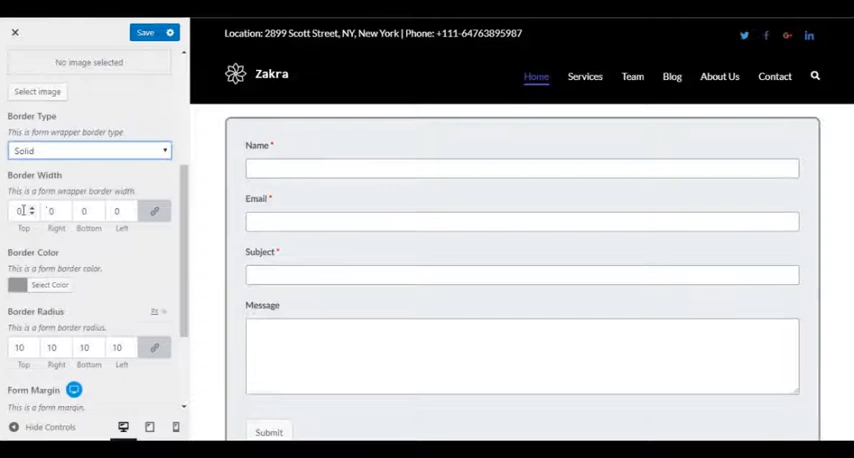 Save
No image selected
Select image
Border Type
This is form wrapper border type
Solid
Border Width
This is a form wrapper border width.
0 0 0 0
Top Right Bottom Left
Border Color
This is a form border color.
Select Color
Border Radius
This is a form border radius.
10 10 10 10
Top Right Bottom Left
Form Margin
This is a form margin.
Hide Controls
Location: 2899 Scott Street, NY, New York | Phone: +111-64763895987
Zakra
Home Services Team Blog About Us Contact
Name *
Email *
Subject *
Message
Submit